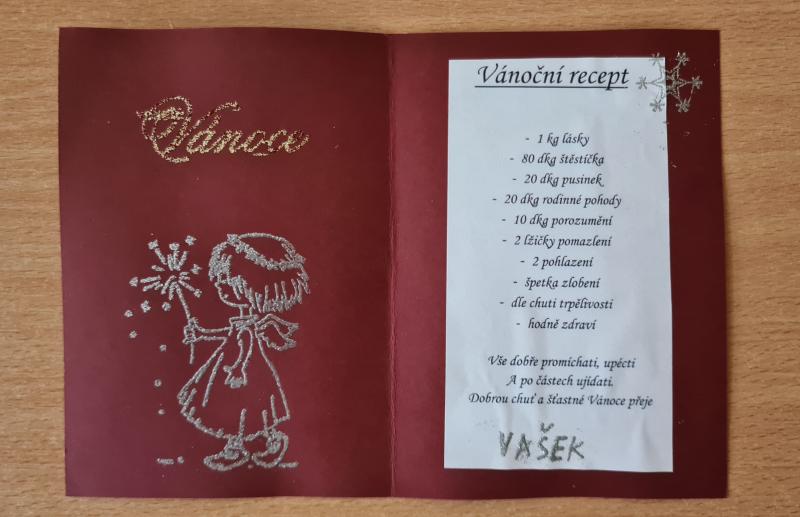 Vánoce
Vánoční recept
- 1 kg lásky
- 80 dkg štěstíčka
- 20 dkg pusinek
- 20 dkg rodinné pohody
- 10 dkg porozumění
- 2 lžičky pomazlení
- 2 pohlazení
- špetka zlobení
- dle chuti trpělivosti
- hodně zdraví
Vše dobře promíchati, upécti
A po částech ujídati.
Dobrou chuť a šťastné Vánoce přeje
VAŠEK